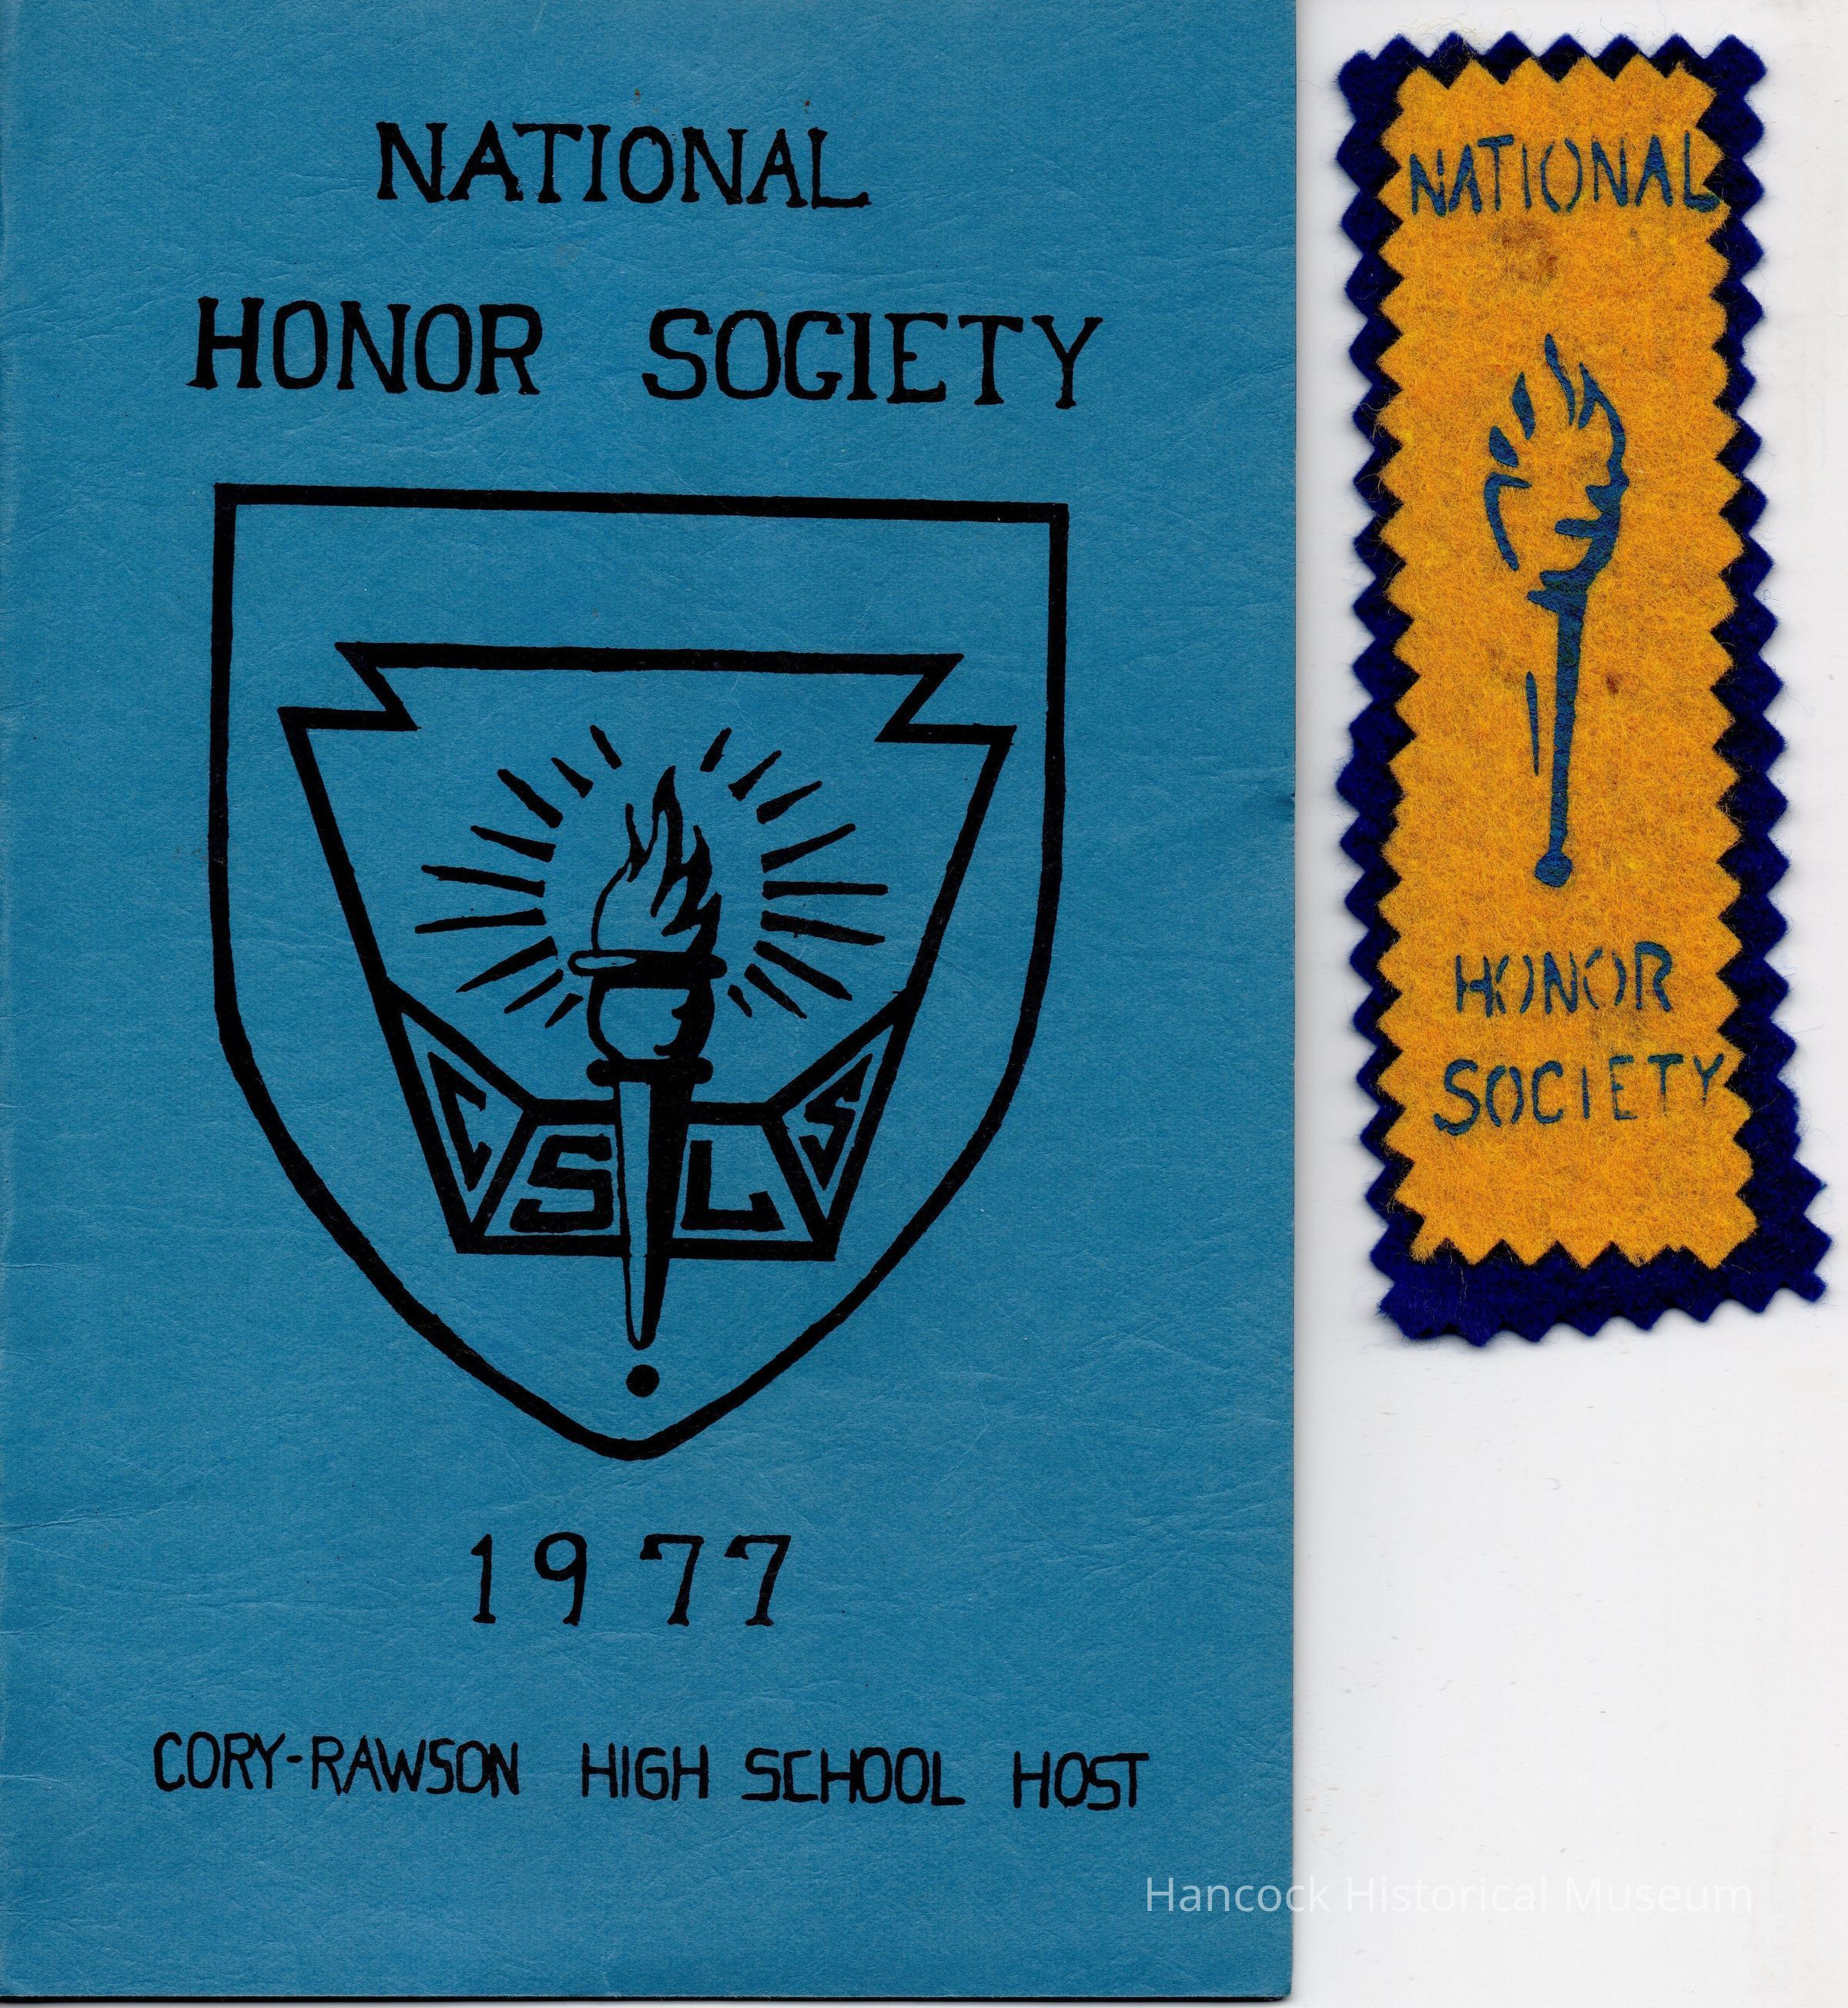 NATIONAL
HONOR SOCIETY
C S L S
1977
CORY-RAWSON HIGH SCHOOL HOST
NATIONAL
HONOR
SOCIETY
Hancock Historical Museum